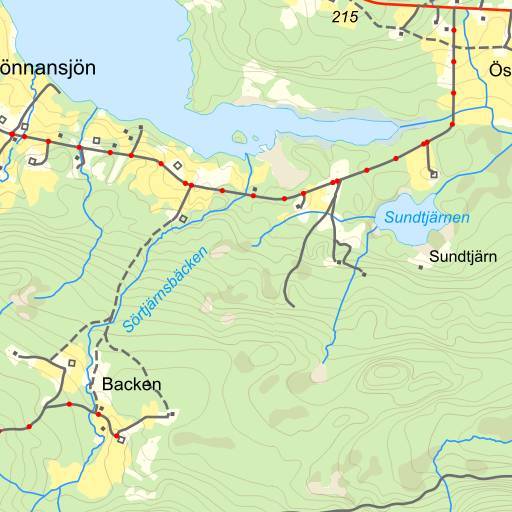 215
önnansjön
Ös
Sundtjärnen
Sundtjärn
Sörtjärnsbäcken
Backen